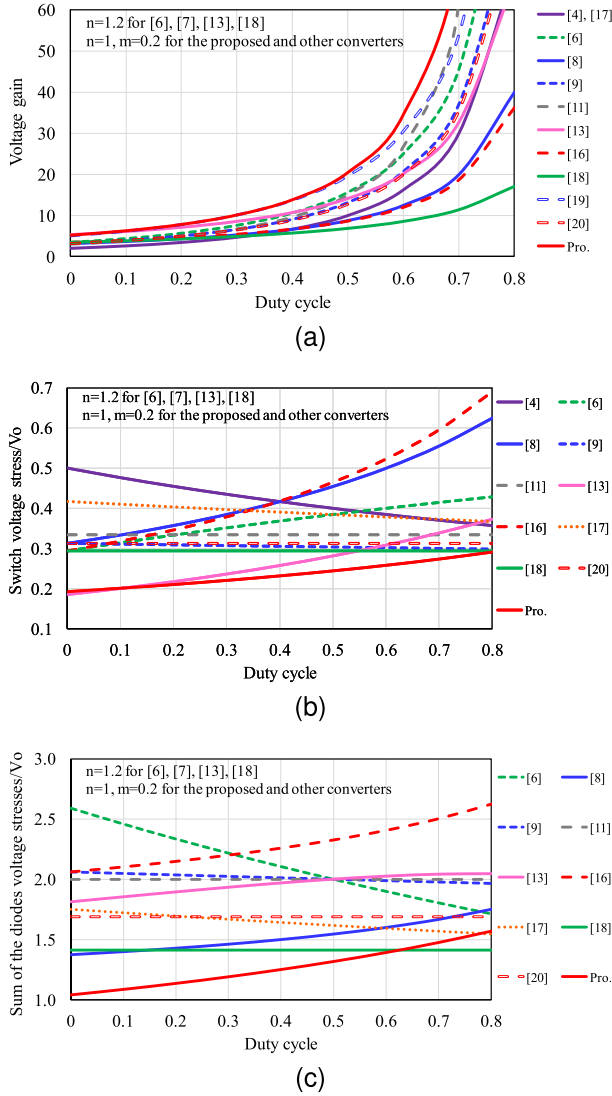 60
50
40
30
20
10
0
Voltage gain
n=1.2 for [6], [7], [13], [18]
n=1, m=0.2 for the proposed and other converters
0 0.1 0.2 0.3 0.4 0.5 0.6 0.7 0.8
Duty cycle
[4], [17]
[6]
[8]
[9]
[11]
[13]
[16]
[18]
[19]
[20]
Pro.
(a)
0.7
0.6
0.5
0.4
0.3
0.2
0.1
Switch voltage stress/Vo
n=1.2 for [6], [7], [13], [18]
n=1, m=0.2 for the proposed and other converters
0 0.1 0.2 0.3 0.4 0.5 0.6 0.7 0.8
Duty cycle
[4] [6]
[8] [9]
[11] [13]
[16] [17]
[18] [20]
Pro.
(b)
3.0
2.5
2.0
1.5
1.0
Sum of the diodes voltage stresses/Vo
n=1.2 for [6], [7], [13], [18]
n=1, m=0.2 for the proposed and other converters
0 0.1 0.2 0.3 0.4 0.5 0.6 0.7 0.8
Duty cycle
[6] [8]
[9] [11]
[13] [16]
[17] [18]
[20] Pro.
(c)